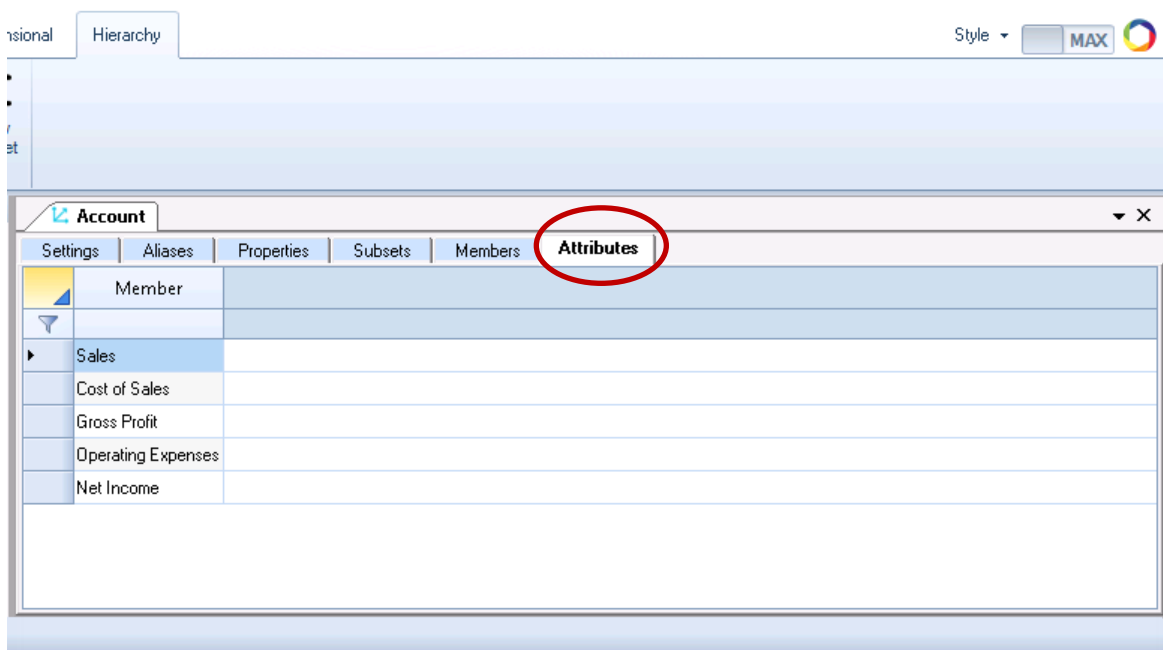 nsional Hierarchy Style MAX
et
Account
Settings Aliases Properties Subsets Members Attributes
Member
Sales
Cost of Sales
Gross Profit
Operating Expenses
Net Income